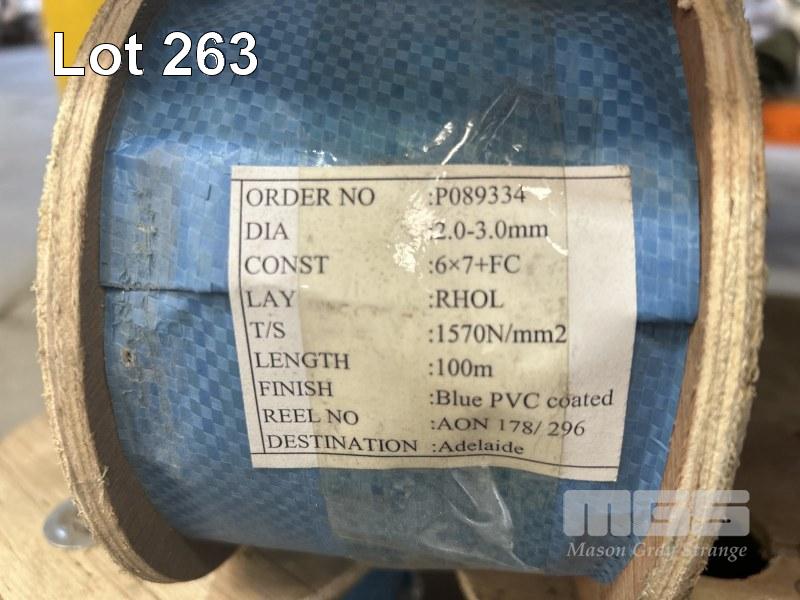 Lot 263
ORDER NO :P089334
DIA :2.0-3.0mm
CONST :6×7+FC
LAY :RHOL
T/S :1570N/mm2
LENGTH :100m
FINISH :Blue PVC coated
REEL NO :AON 178/ 296
DESTINATION :Adelaide
MGS
Mason Gray Strange